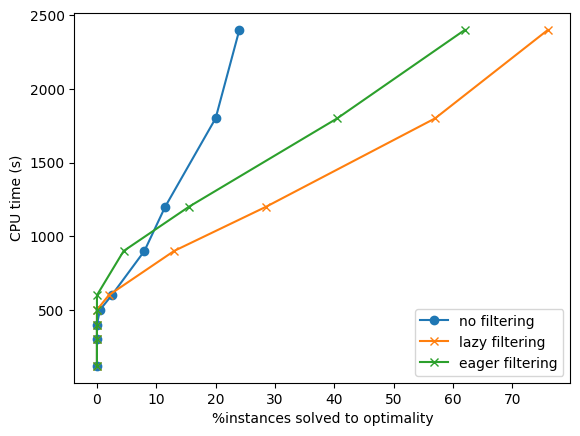 2500
2000
1500
1000
500
CPU time (s)
0 10 20 30 40 50 60 70
%instances solved to optimality
no filtering
lazy filtering
eager filtering